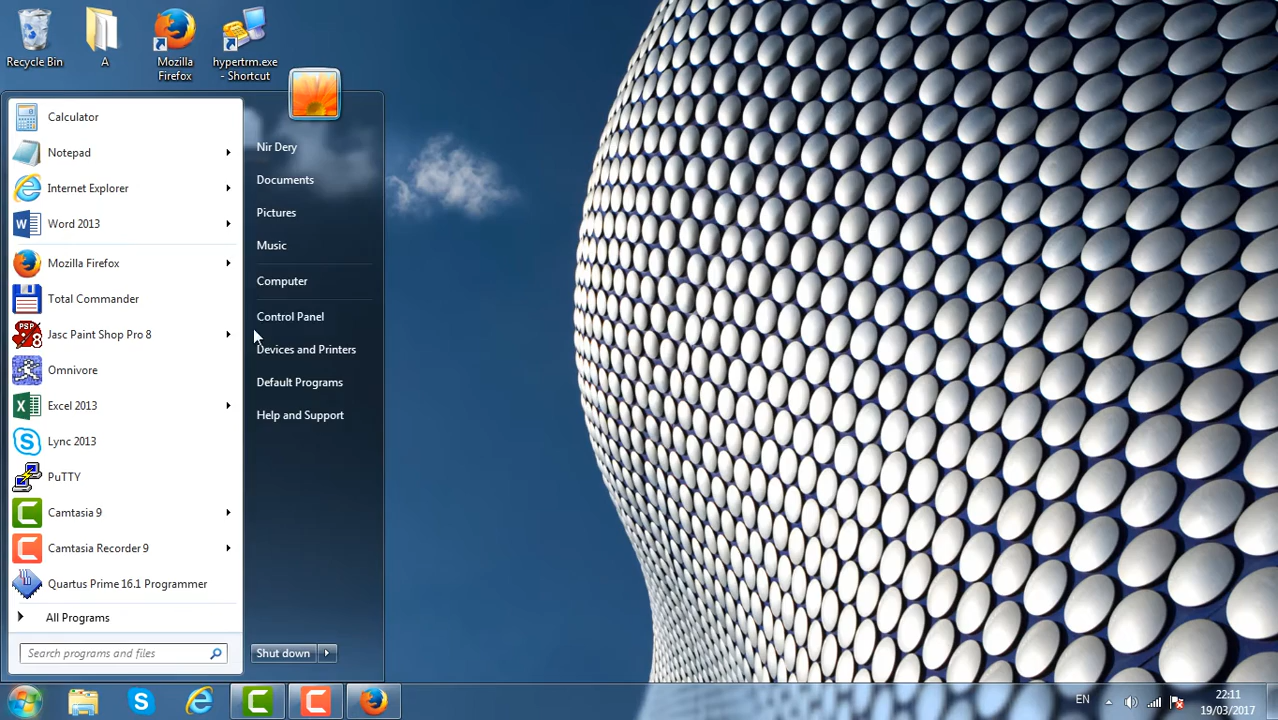 Recycle Bin
A
Mozilla
Firefox
hypertrm.exe
- Shortcut
Calculator
Notepad
Internet Explorer
Word 2013
Mozilla Firefox
Total Commander
PSP
8
Jasc Paint Shop Pro 8
Omnivore
Excel 2013
Lync 2013
PuTTY
Camtasia 9
Camtasia Recorder 9
Quartus Prime 16.1 Programmer
All Programs
Search programs and files
Nir Dery
Documents
Pictures
Music
Computer
Control Panel
Devices and Printers
Default Programs
Help and Support
Shut down
EN
22:11
19/03/2017